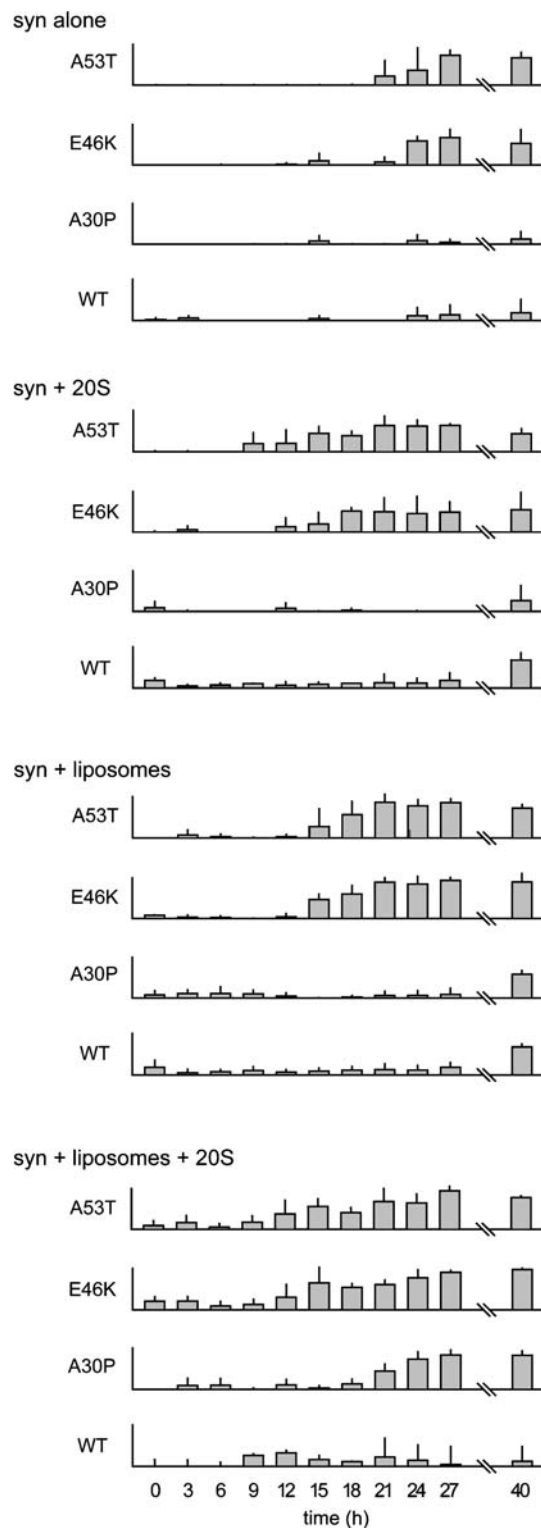 syn alone
A53T
E46K
A30P
WT
syn + 20S
A53T
E46K
A30P
WT
syn + liposomes
A53T
E46K
A30P
WT
syn + liposomes + 20S
A53T
E46K
A30P
WT
0 3 6 9 12 15 18 21 24 27 40
time (h)